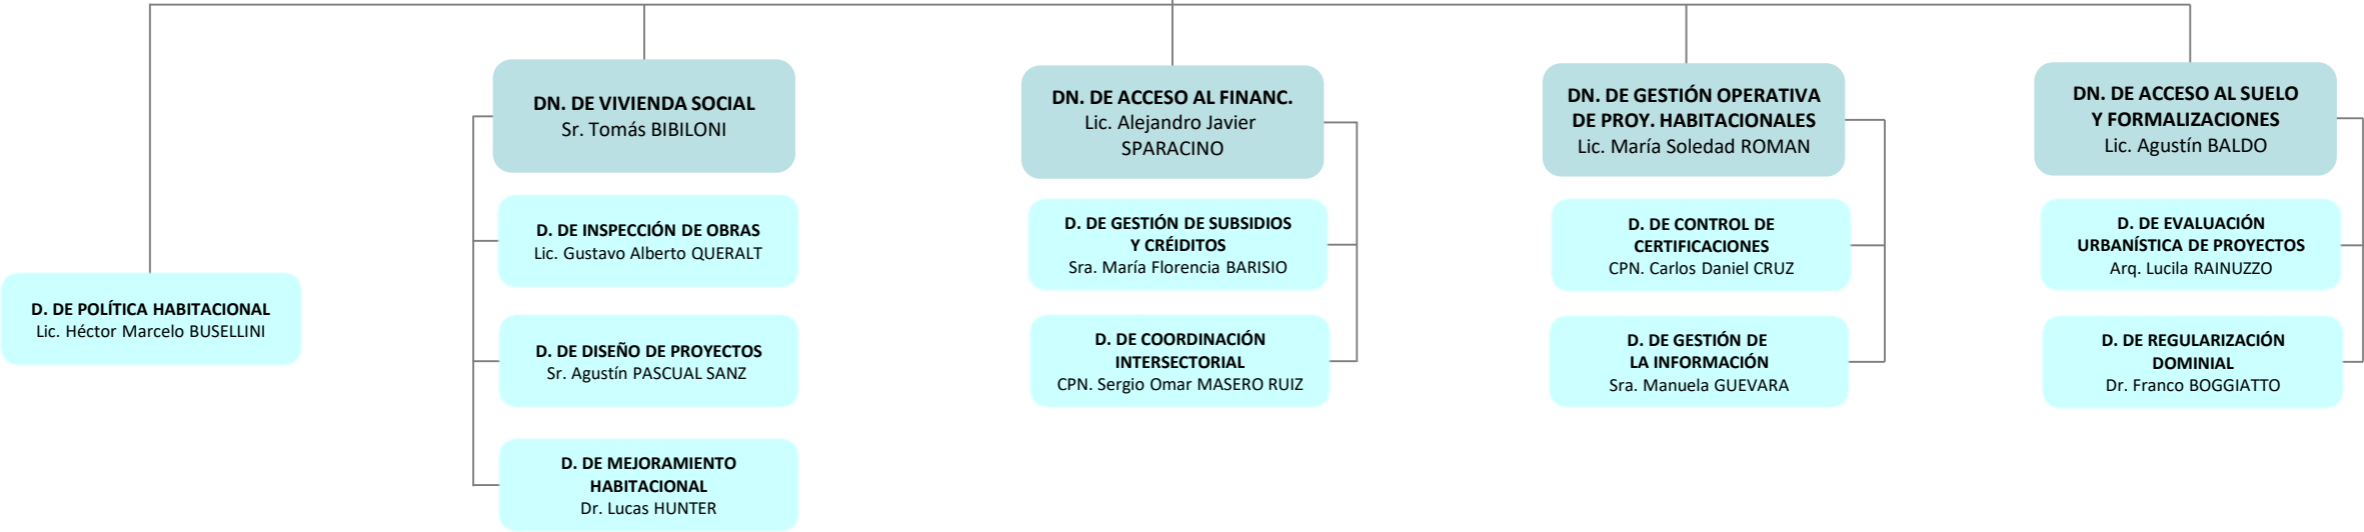 D. DE POLÍTICA HABITACIONAL
Lic. Héctor Marcelo BUSELLINI
DN. DE VIVIENDA SOCIAL
Sr. Tomás BIBILONI
D. DE INSPECCIÓN DE OBRAS
Lic. Gustavo Alberto QUERALT
D. DE DISEÑO DE PROYECTOS
Sr. Agustín PASCUAL SANZ
D. DE MEJORAMIENTO
HABITACIONAL
Dr. Lucas HUNTER
DN. DE ACCESO AL FINANC.
Lic. Alejandro Javier
SPARACINO
D. DE GESTIÓN DE SUBSIDIOS
Y CRÉIDITOS
Sra. María Florencia BARISIO
D. DE COORDINACIÓN
INTERSECTORIAL
CPN. Sergio Omar MASERO RUIZ
DN. DE GESTIÓN OPERATIVA
DE PROY. HABITACIONALES
Lic. María Soledad ROMAN
D. DE CONTROL DE
CERTIFICACIONES
CPN. Carlos Daniel CRUZ
D. DE GESTIÓN DE
LA INFORMACIÓN
Sra. Manuela GUEVARA
DN. DE ACCESO AL SUELO
Y FORMALIZACIONES
Lic. Agustín BALDO
D. DE EVALUACIÓN
URBANÍSTICA DE PROYECTOS
Arq. Lucila RAINUZZO
D. DE REGULARIZACIÓN
DOMINIAL
Dr. Franco BOGGIATTO